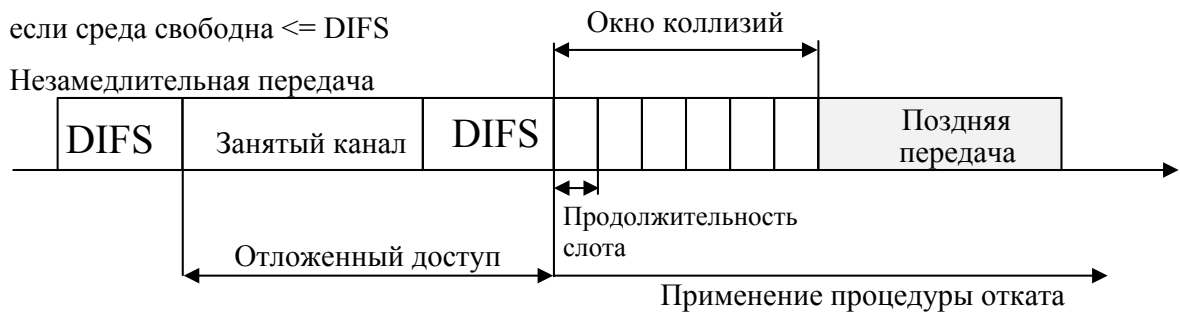 если среда свободна <= DIFS
Окно коллизий
Незамедлительная передача
DIFS
Занятый канал
DIFS
Поздняя
передача
Продолжительность
слота
Отложенный доступ
Применение процедуры отката